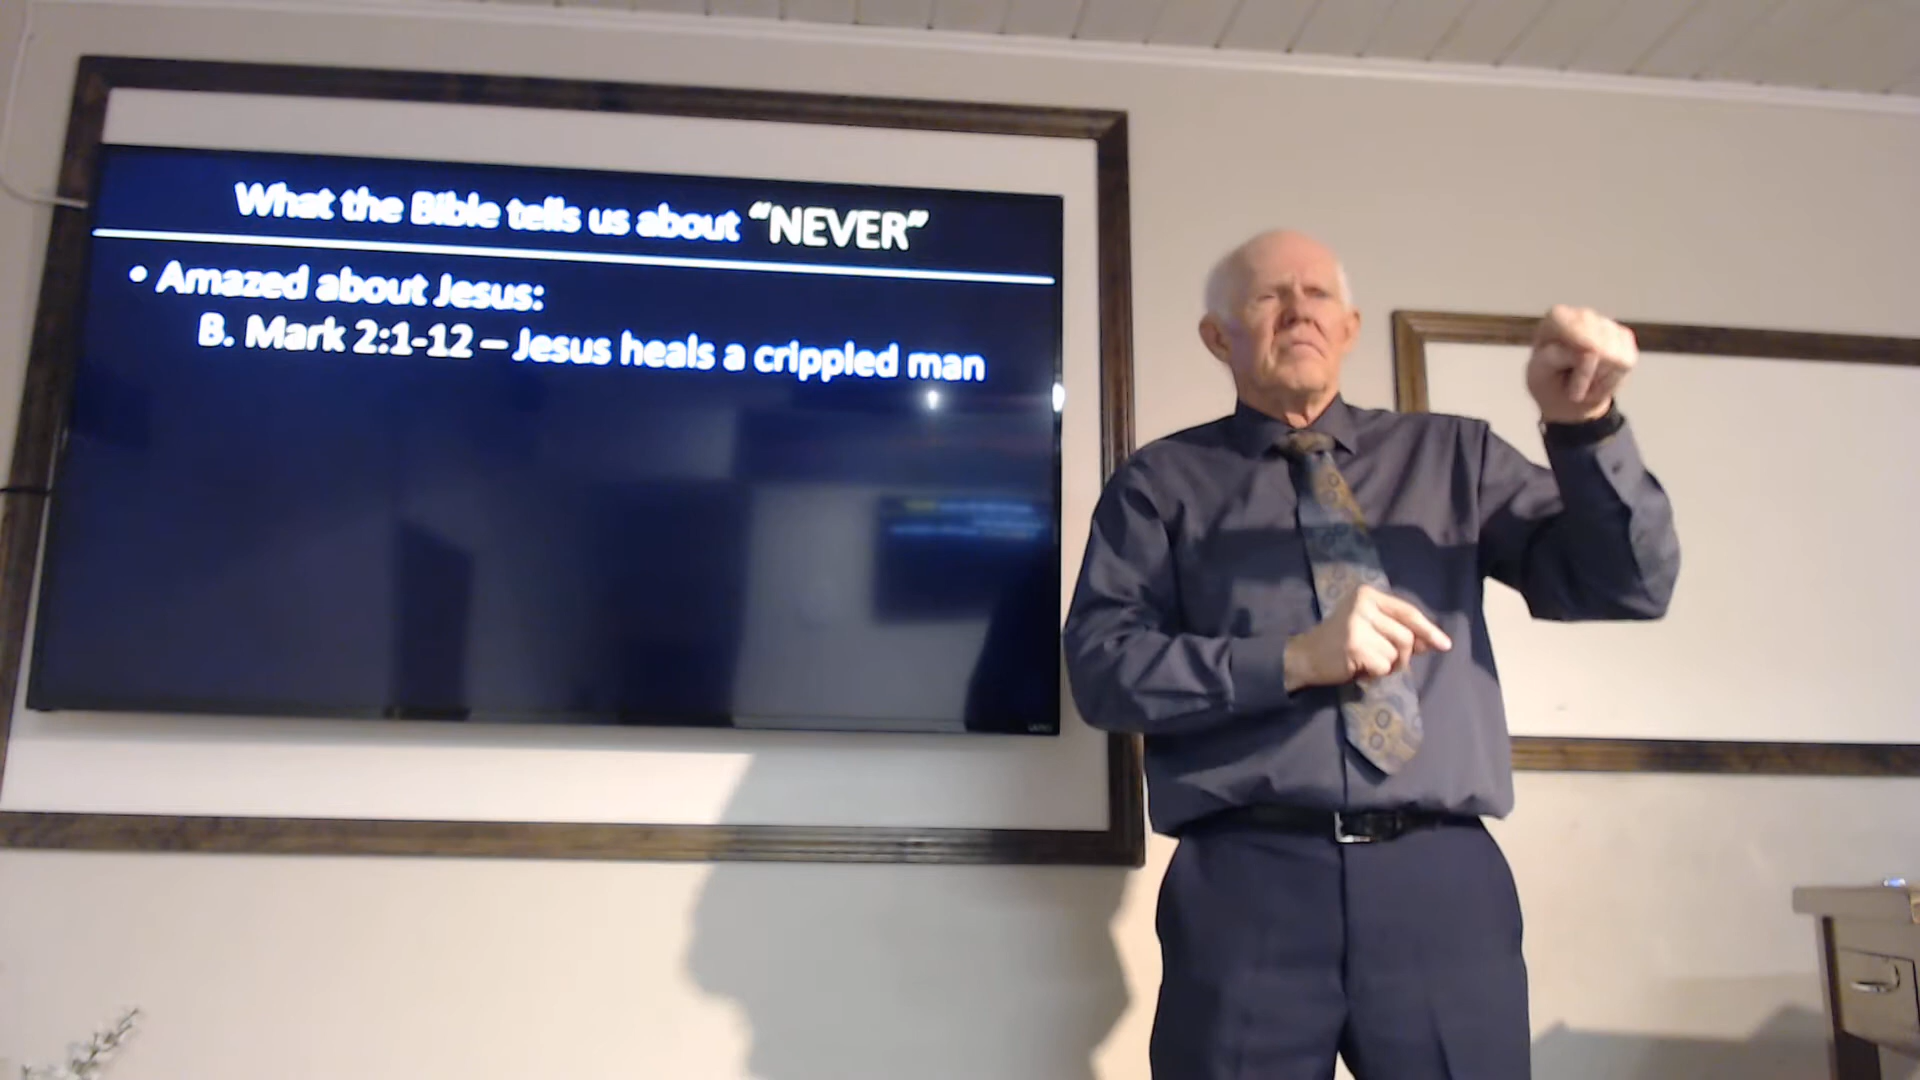 What the Bible tells us about “NEVER”
• Amazed about Jesus:
B. Mark 2:1-12 – Jesus heals a crippled man